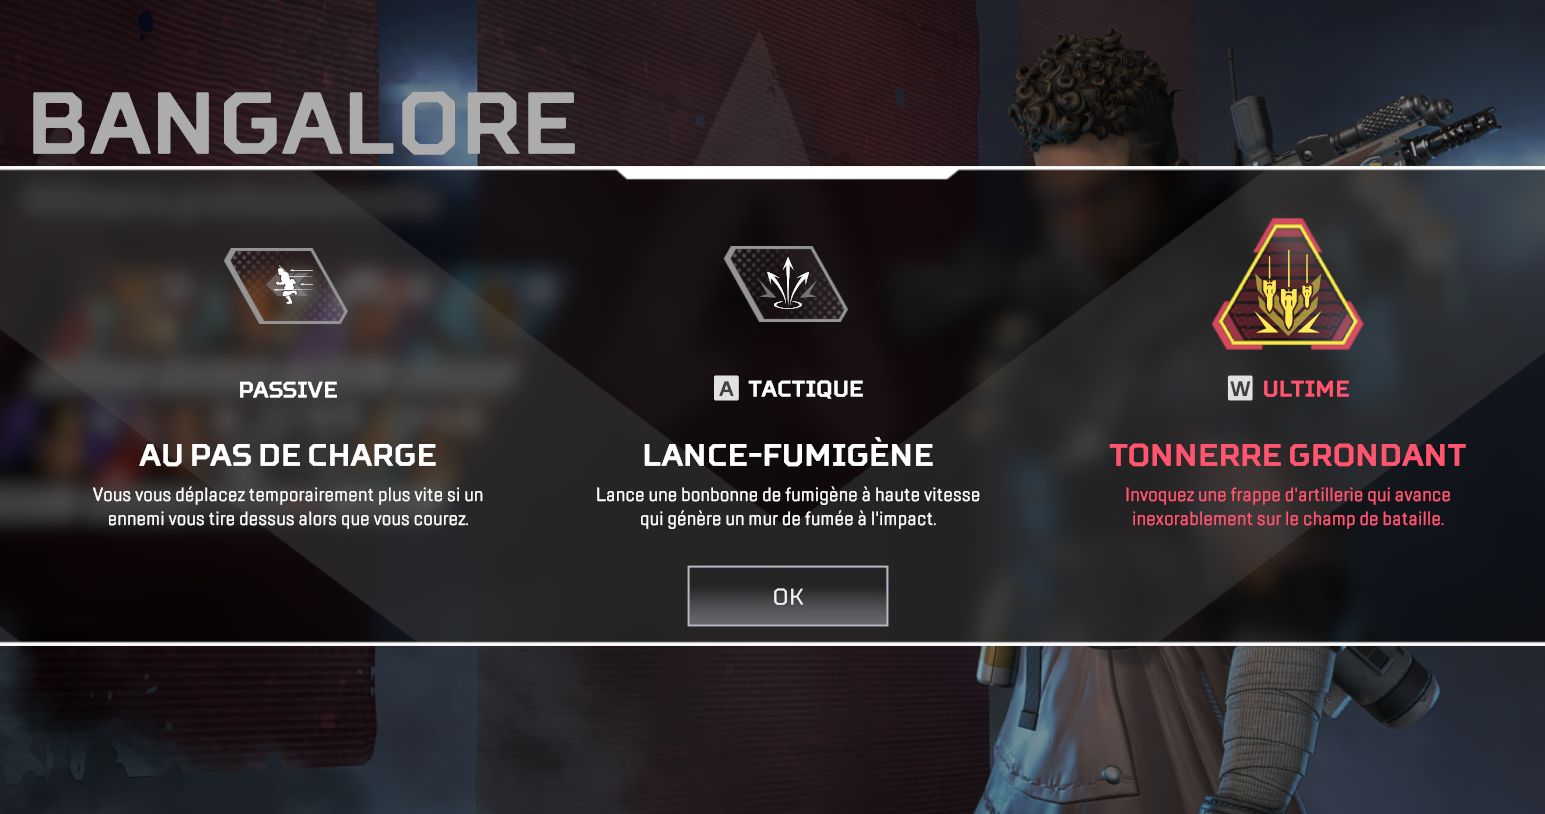 BANGALORE
PASSIVE
A TACTIQUE
W ULTIME
AU PAS DE CHARGE
LANCE-FUMIGÈNE
TONNERRE GRONDANT
Vous vous déplacez temporairement plus vite si un
ennemi vous tire dessus alors que vous courez.
Lance une bonbonne de fumigène à haute vitesse
qui génère un mur de fumée à l'impact.
Invoquez une frappe d'artillerie qui avance
inexorablement sur le champ de bataille.
OK